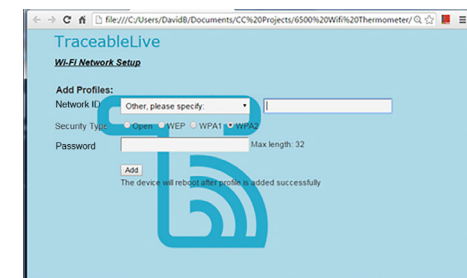 file:///C:/Users/DavidB/Documents/CC%20Projects/6500%20Wifi%20Thermometer/
TraceableLive
Wi-Fi Network Setup
Add Profiles:
Network ID Other, please specify:
Security Type Open WEP WPA1 WPA2
Password Max length: 32
Add
The device will reboot after profile is added successfully